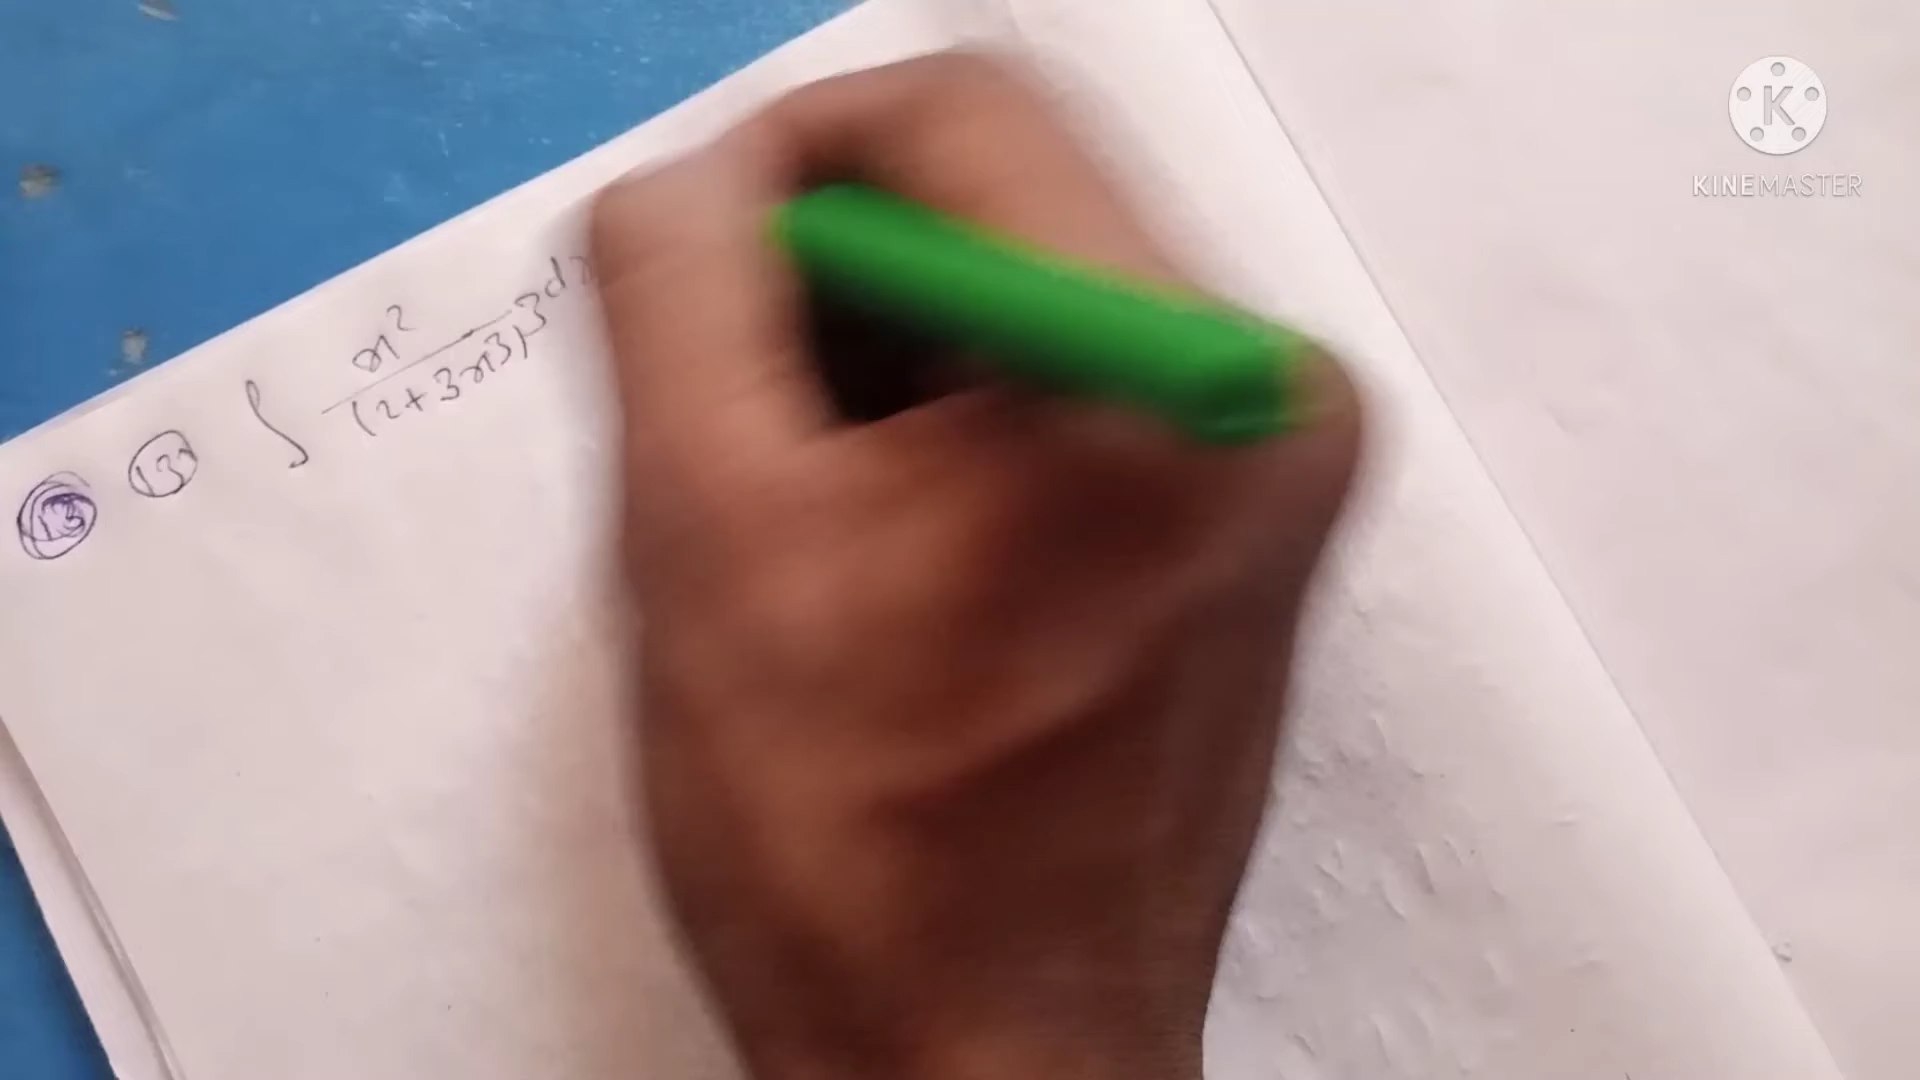 13 13) ∫ x² / (2+3x3)3 dx
KINEMASTER